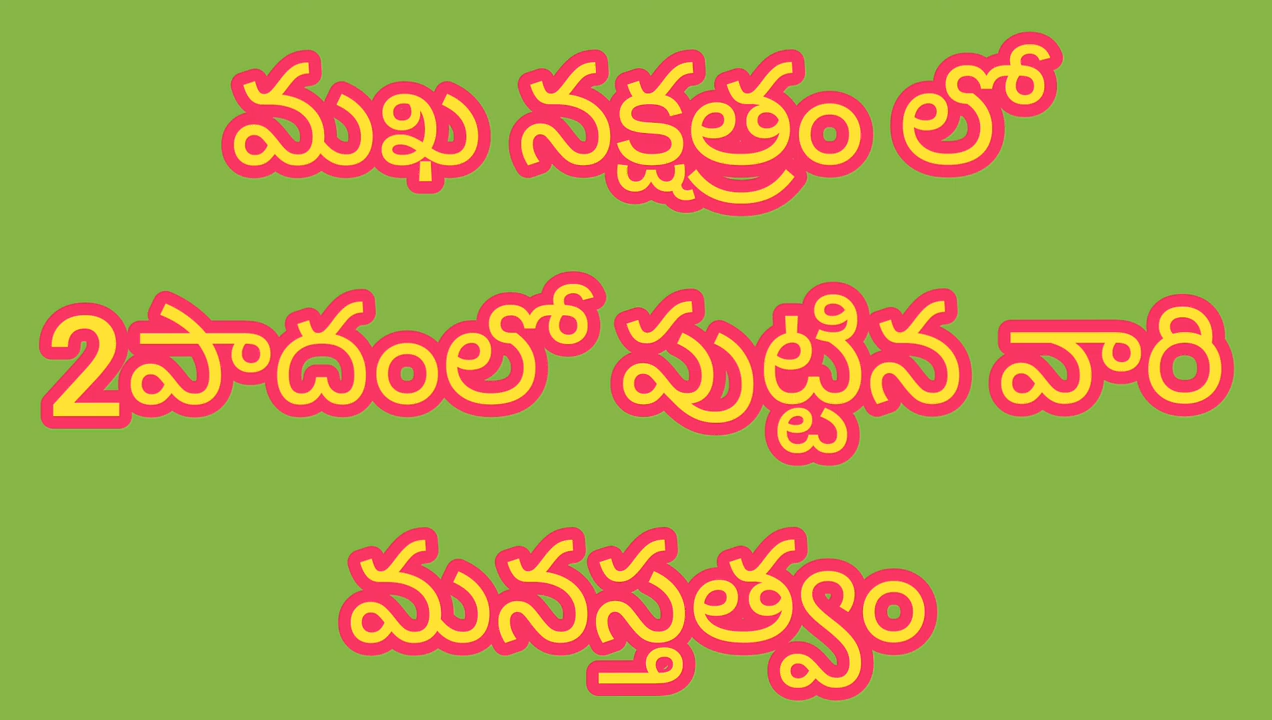 మఖ నక్షత్రం లో
2పాదంలో పుట్టిన వారి
మనస్తత్వం